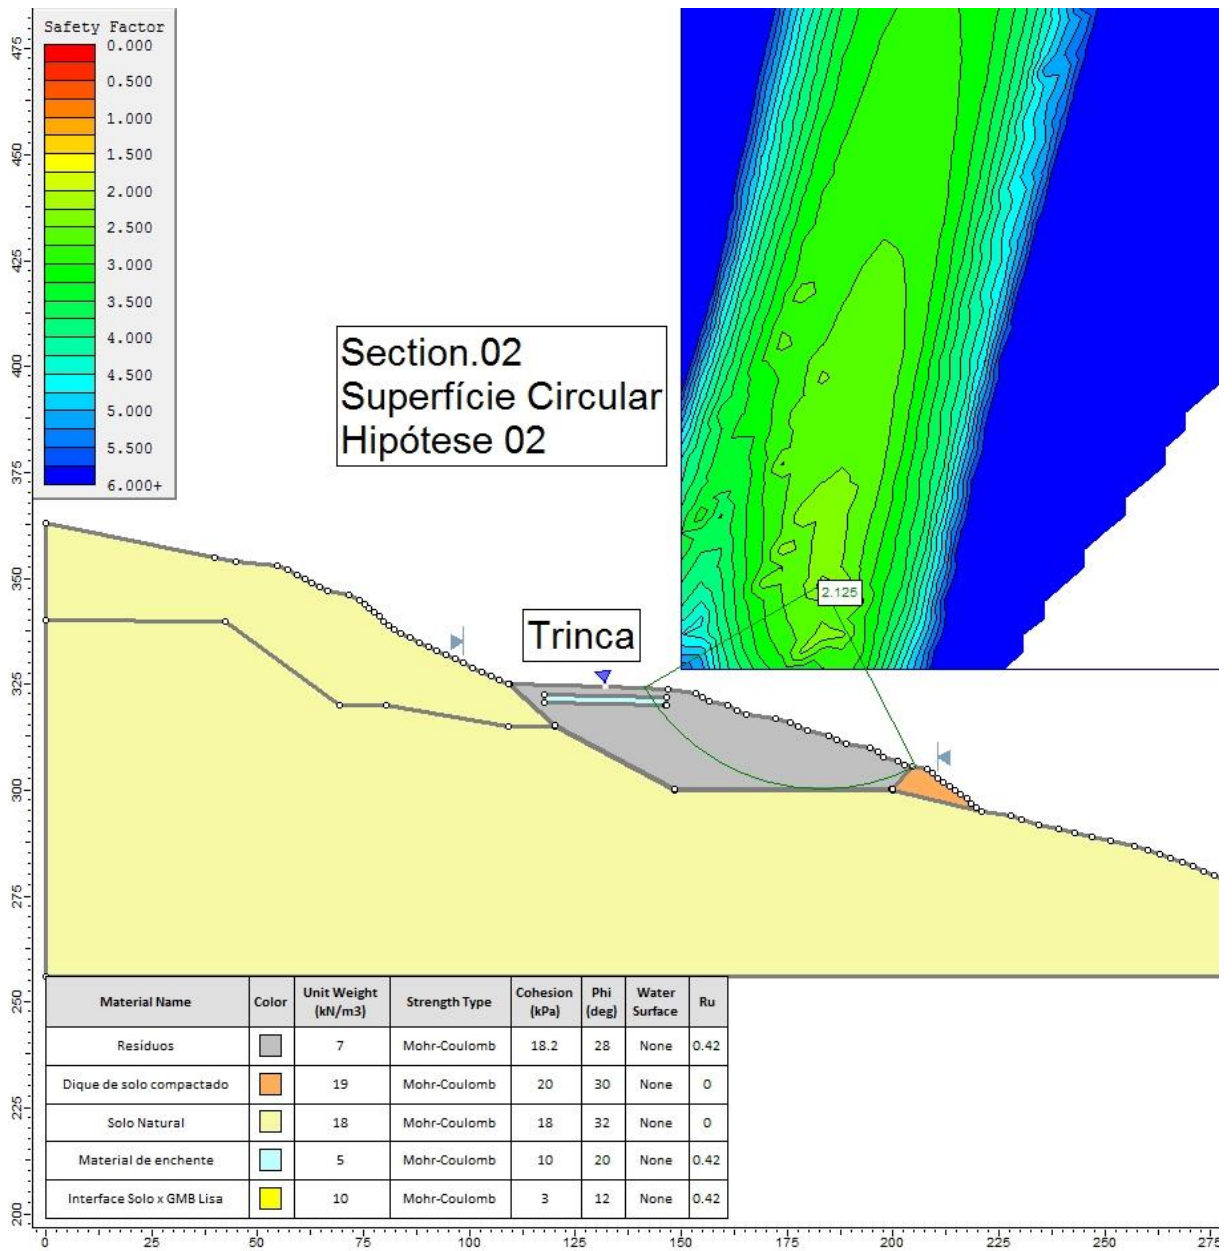 Safety Factor
0.000
0.500
1.000
1.500
2.000
2.500
3.000
3.500
4.000
4.500
5.000
5.500
6.000+
475
450
425
400
375
350
325
300
275
250
225
200
Section.02
Superfície Circular
Hipótese 02
2.125
Trinca
Material Name Color Unit Weight (kN/m3) Strength Type Cohesion (kPa) Phi (deg) Water Surface Ru
Resíduos 7 Mohr-Coulomb 18.2 28 None 0.42
Dique de solo compactado 19 Mohr-Coulomb 20 30 None 0
Solo Natural 18 Mohr-Coulomb 18 32 None 0
Material de enchente 5 Mohr-Coulomb 10 20 None 0.42
Interface Solo x GMB Lisa 10 Mohr-Coulomb 3 12 None 0.42
0 25 50 75 100 125 150 175 200 225 250 275